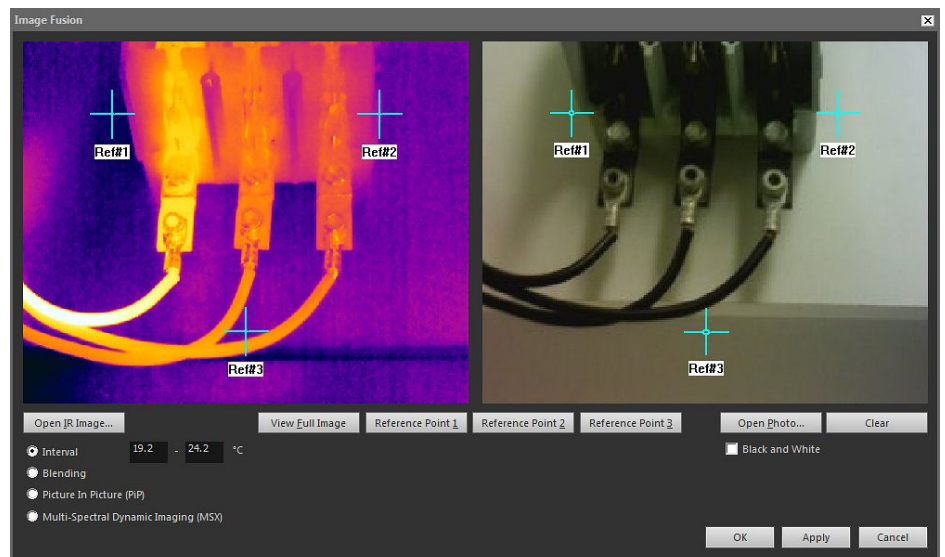 Image Fusion
Ref#1
Ref#2
Ref#3
Ref#1
Ref#2
Ref#3
Open IR Image...
View Full Image
Reference Point 1
Reference Point 2
Reference Point 3
Open Photo...
Clear
Interval 19.2 - 24.2 °C
Black and White
Blending
Picture In Picture (PiP)
Multi-Spectral Dynamic Imaging (MSX)
OK
Apply
Cancel